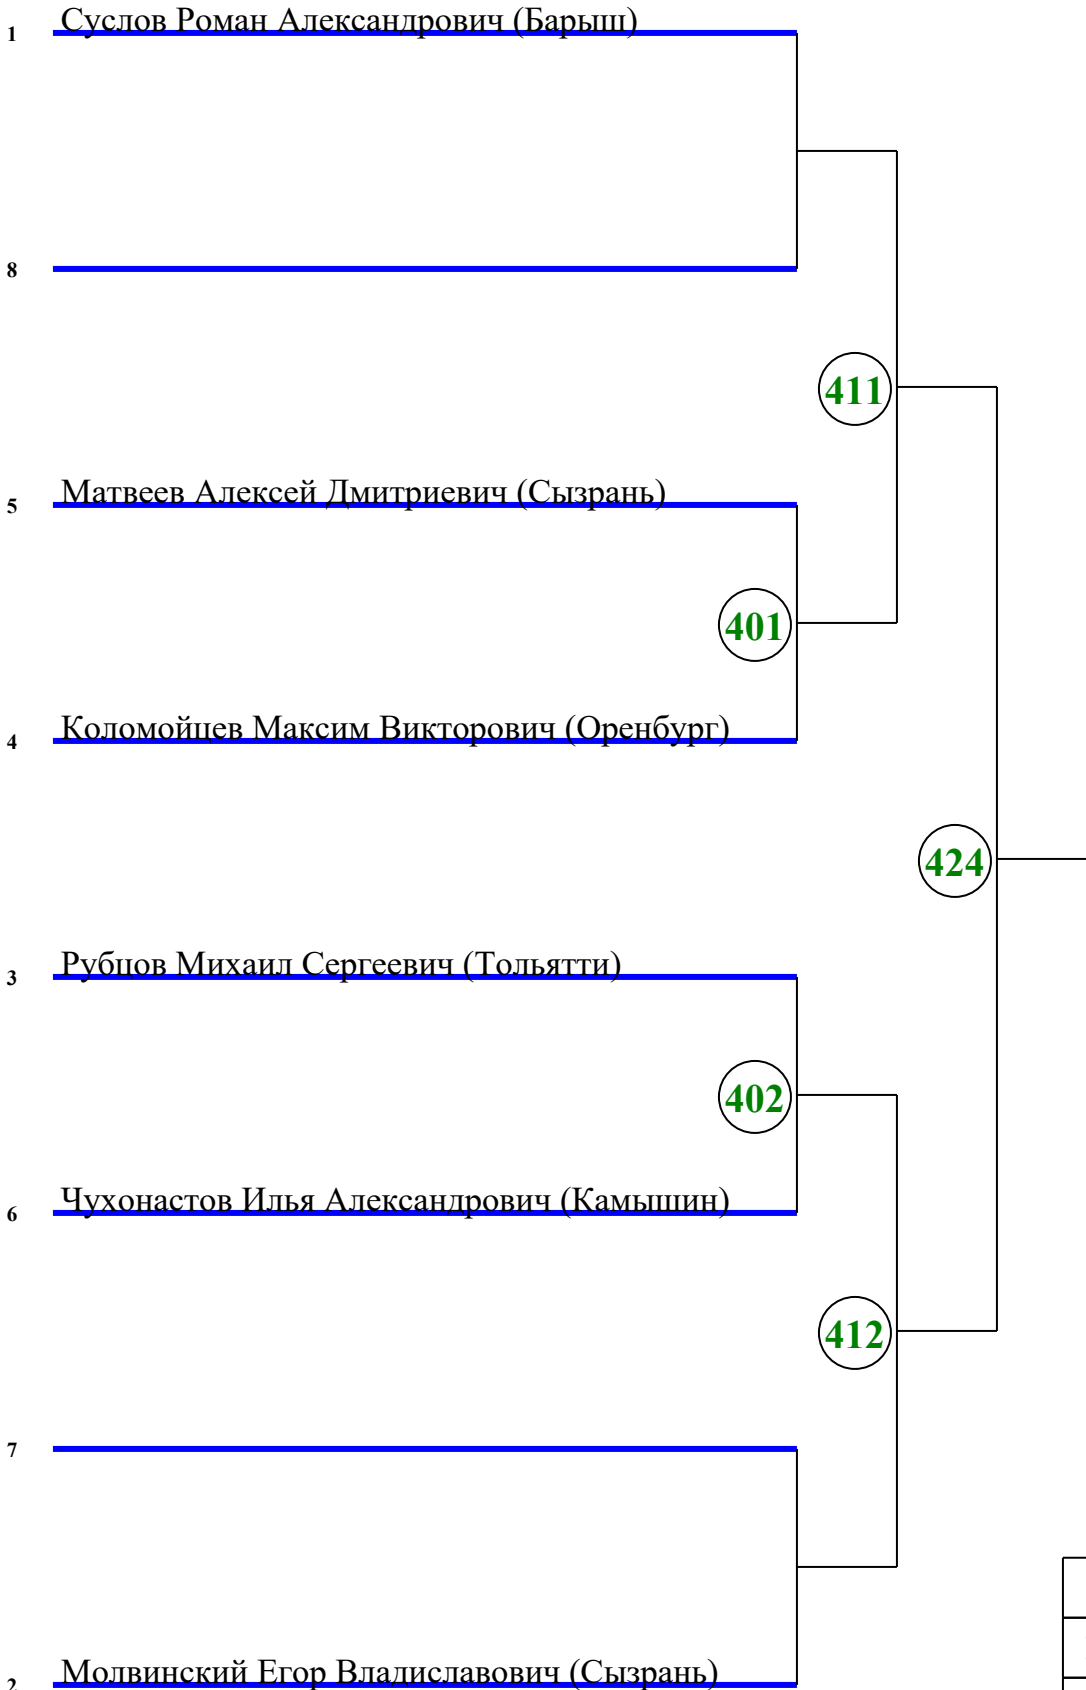 1 Суслов Роман Александрович (Барыш)
8
411
5 Матвеев Алексей Дмитриевич (Сызрань)
401
4 Коломойцев Максим Викторович (Оренбург)
424
3 Рубцов Михаил Сергеевич (Тольятти)
402
6 Чухонастов Илья Александрович (Камышин)
412
7
2 Молвинский Егор Владиславович (Сызрань)